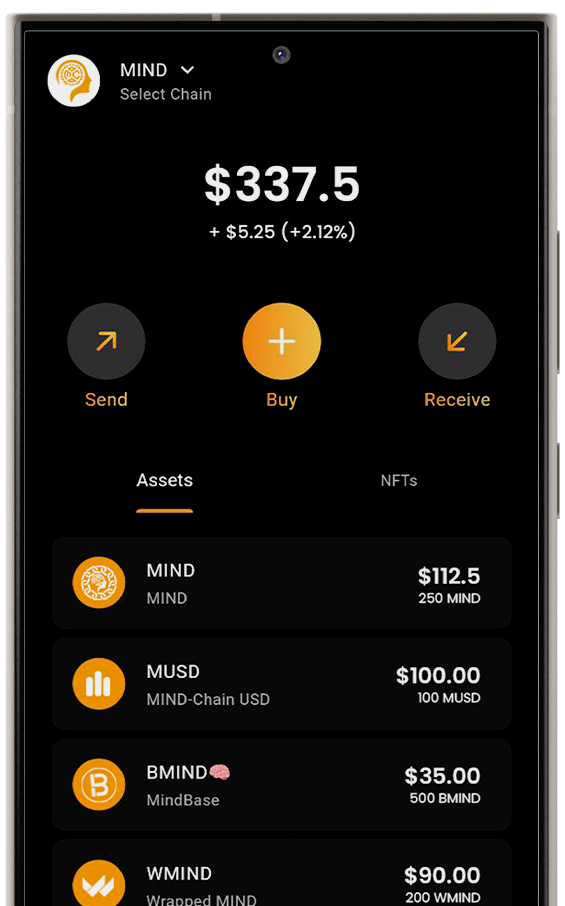 MIND
Select Chain
$337.5
+ $5.25 (+2.12%)
Send
Buy
Receive
Assets
NFTs
MIND
$112.5
MIND
250 MIND
MUSD
$100.00
MIND-Chain USD
100 MUSD
BMIND🧠
$35.00
MindBase
500 BMIND
WMIND
$90.00
Wrapped MIND
200 WMIND